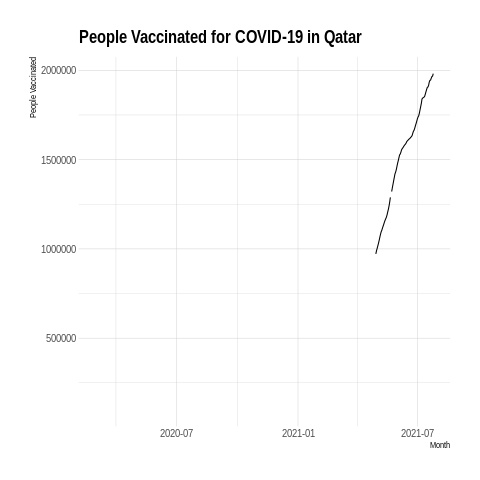 People Vaccinated for COVID-19 in Qatar
People Vaccinated
2000000
1500000
1000000
500000
2020-07 2021-01 2021-07
Month